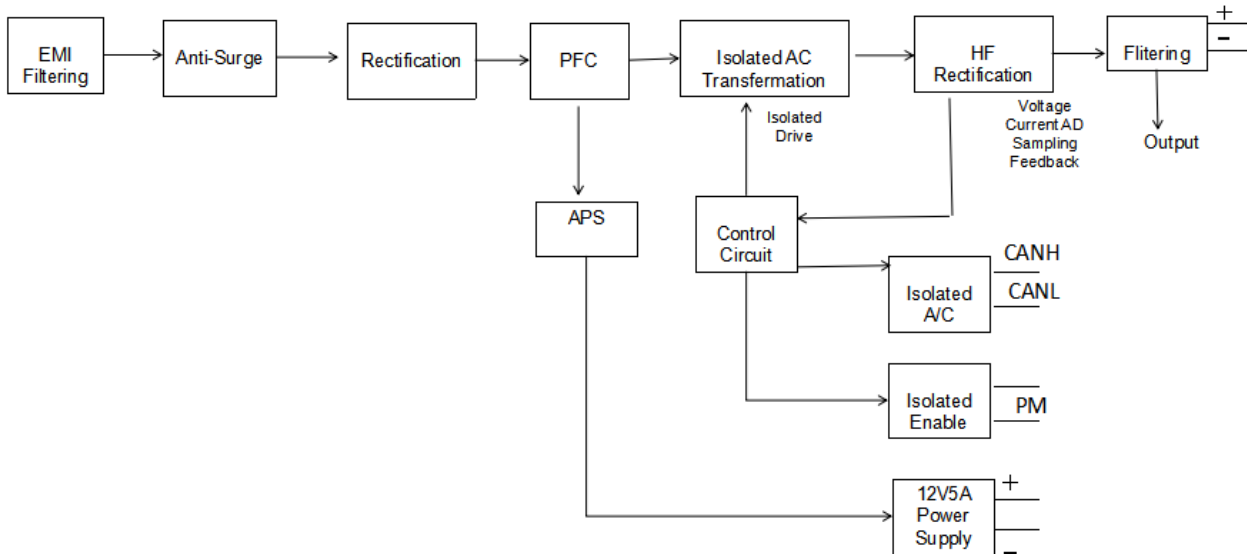 EMI
Filtering
Anti-Surge
Rectification
PFC
Isolated AC
Transfermation
HF
Rectification
Flitering
+
-
Isolated
Drive
Voltage
Current AD
Sampling
Feedback
Output
APS
Control
Circuit
Isolated
A/C
CANH
CANL
Isolated
Enable
PM
12V5A
Power
Supply
+
-